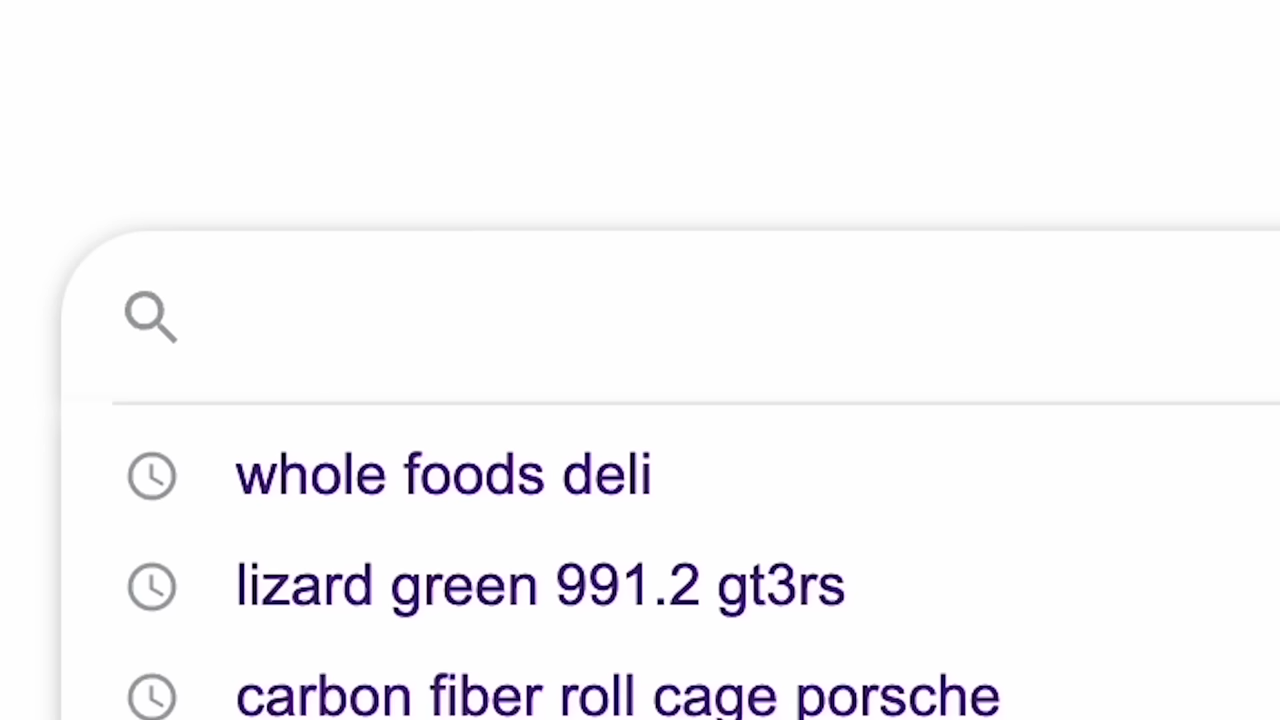 whole foods deli
lizard green 991.2 gt3rs
carbon fiber roll cage porsche